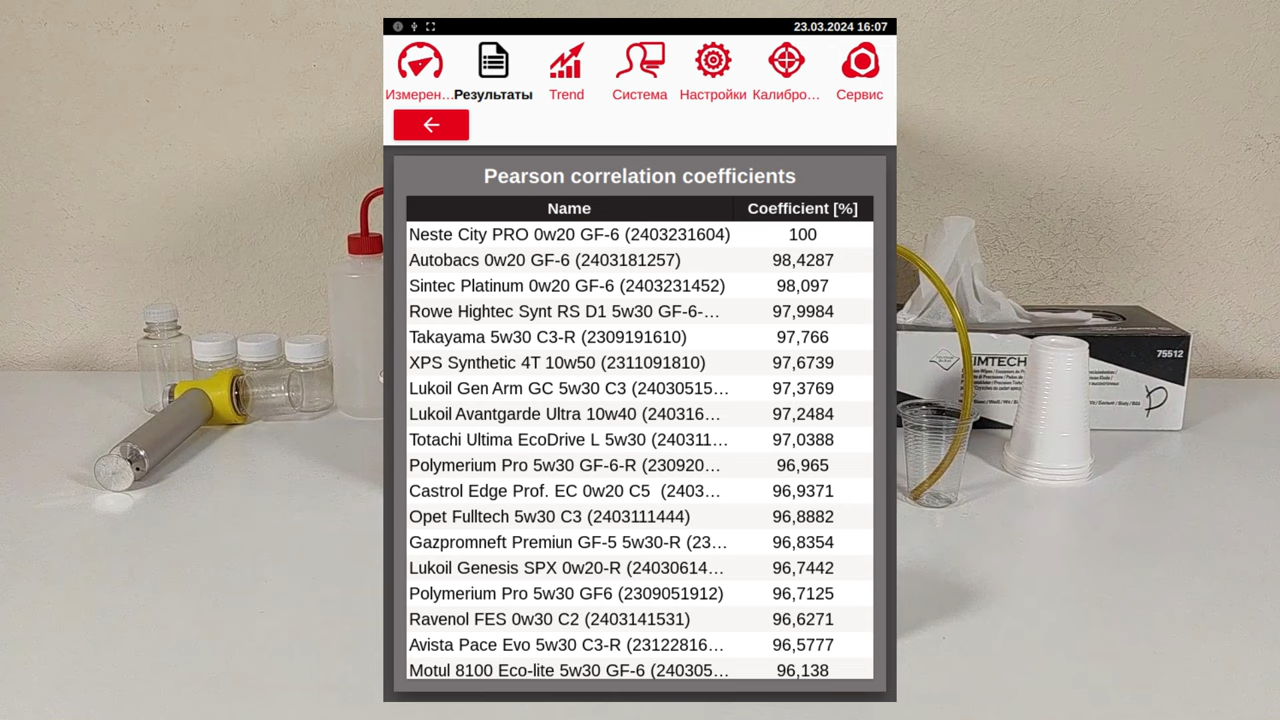 23.03.2024 16:07
Измерен... Результаты Trend Система Настройки Калибро... Сервис
Pearson correlation coefficients
Name Coefficient [%]
Neste City PRO 0w20 GF-6 (2403231604) 100
Autobacs 0w20 GF-6 (2403181257) 98,4287
Sintec Platinum 0w20 GF-6 (2403231452) 98,097
Rowe Hightec Synt RS D1 5w30 GF-6-... 97,9984
Takayama 5w30 C3-R (2309191610) 97,766
XPS Synthetic 4T 10w50 (2311091810) 97,6739
Lukoil Gen Arm GC 5w30 C3 (24030515... 97,3769
Lukoil Avantgarde Ultra 10w40 (240316... 97,2484
Totachi Ultima EcoDrive L 5w30 (240311... 97,0388
Polymerium Pro 5w30 GF-6-R (230920... 96,965
Castrol Edge Prof. EC 0w20 C5 (2403... 96,9371
Opet Fulltech 5w30 C3 (2403111444) 96,8882
Gazpromneft Premiun GF-5 5w30-R (23... 96,8354
Lukoil Genesis SPX 0w20-R (24030614... 96,7442
Polymerium Pro 5w30 GF6 (2309051912) 96,7125
Ravenol FES 0w30 C2 (2403141531) 96,6271
Avista Pace Evo 5w30 C3-R (23122816... 96,5777
Motul 8100 Eco-lite 5w30 GF-6 (240305... 96,138
75512